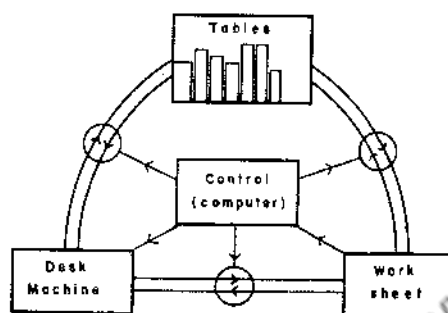 Tables
Control
(computer)
Desk
Machine
Work
sheet